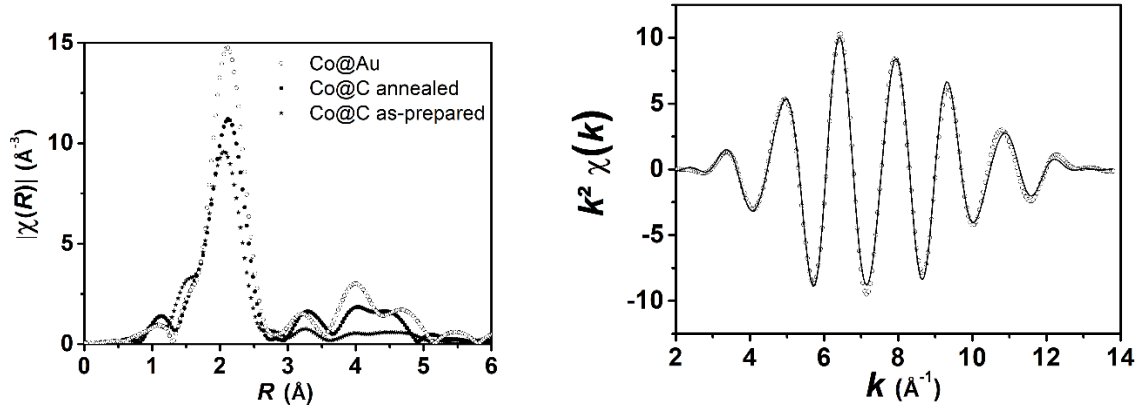 15
10
5
0
|χ(R)| (Å⁻³)
Co@Au
Co@C annealed
Co@C as-prepared
0 1 2 3 4 5 6
R (Å)
10
5
0
-5
-10
k² χ(k)
2 4 6 8 10 12 14
k (Å⁻¹)